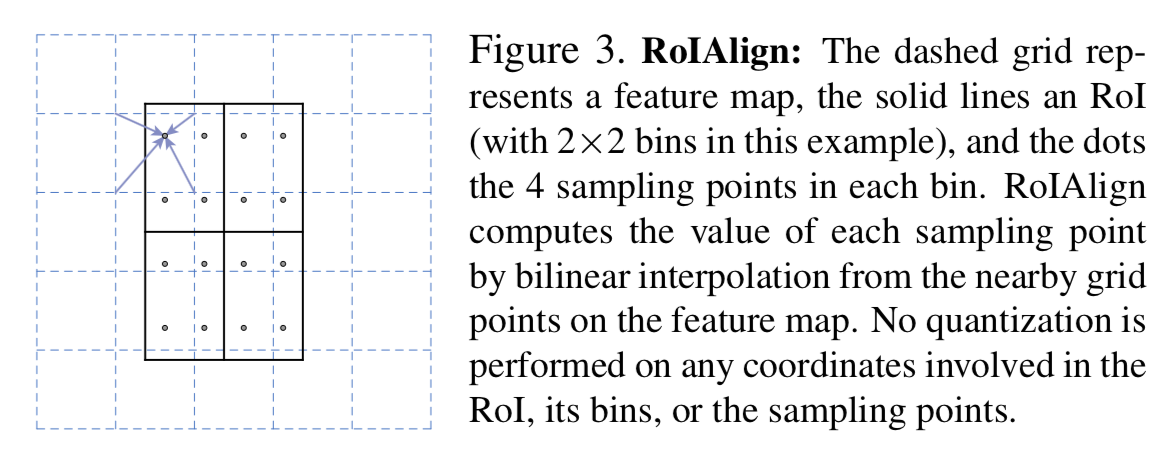 Figure 3. RoIAlign: The dashed grid rep-
resents a feature map, the solid lines an RoI
(with 2×2 bins in this example), and the dots
the 4 sampling points in each bin. RoIAlign
computes the value of each sampling point
by bilinear interpolation from the nearby grid
points on the feature map. No quantization is
performed on any coordinates involved in the
RoI, its bins, or the sampling points.